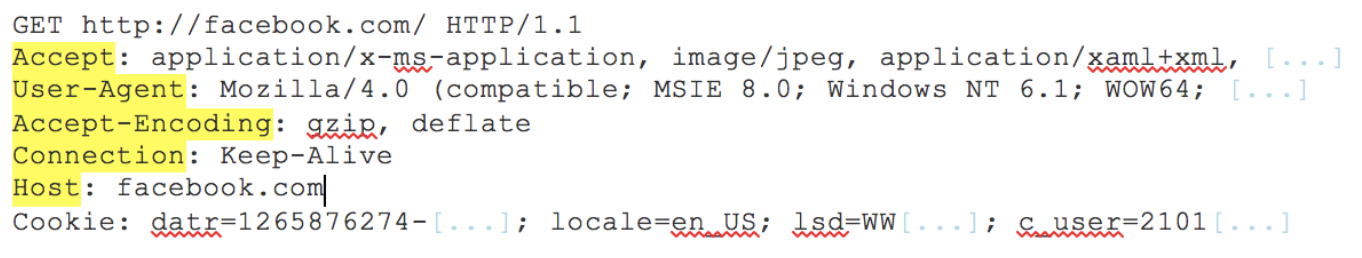 GET http://facebook.com/ HTTP/1.1
Accept: application/x-ms-application, image/jpeg, application/xaml+xml, [...]
User-Agent: Mozilla/4.0 (compatible; MSIE 8.0; Windows NT 6.1; WOW64; [...]
Accept-Encoding: gzip, deflate
Connection: Keep-Alive
Host: facebook.com
Cookie: datr=1265876274-[...]; locale=en_US; lsd=WW[...]; c_user=2101[...]